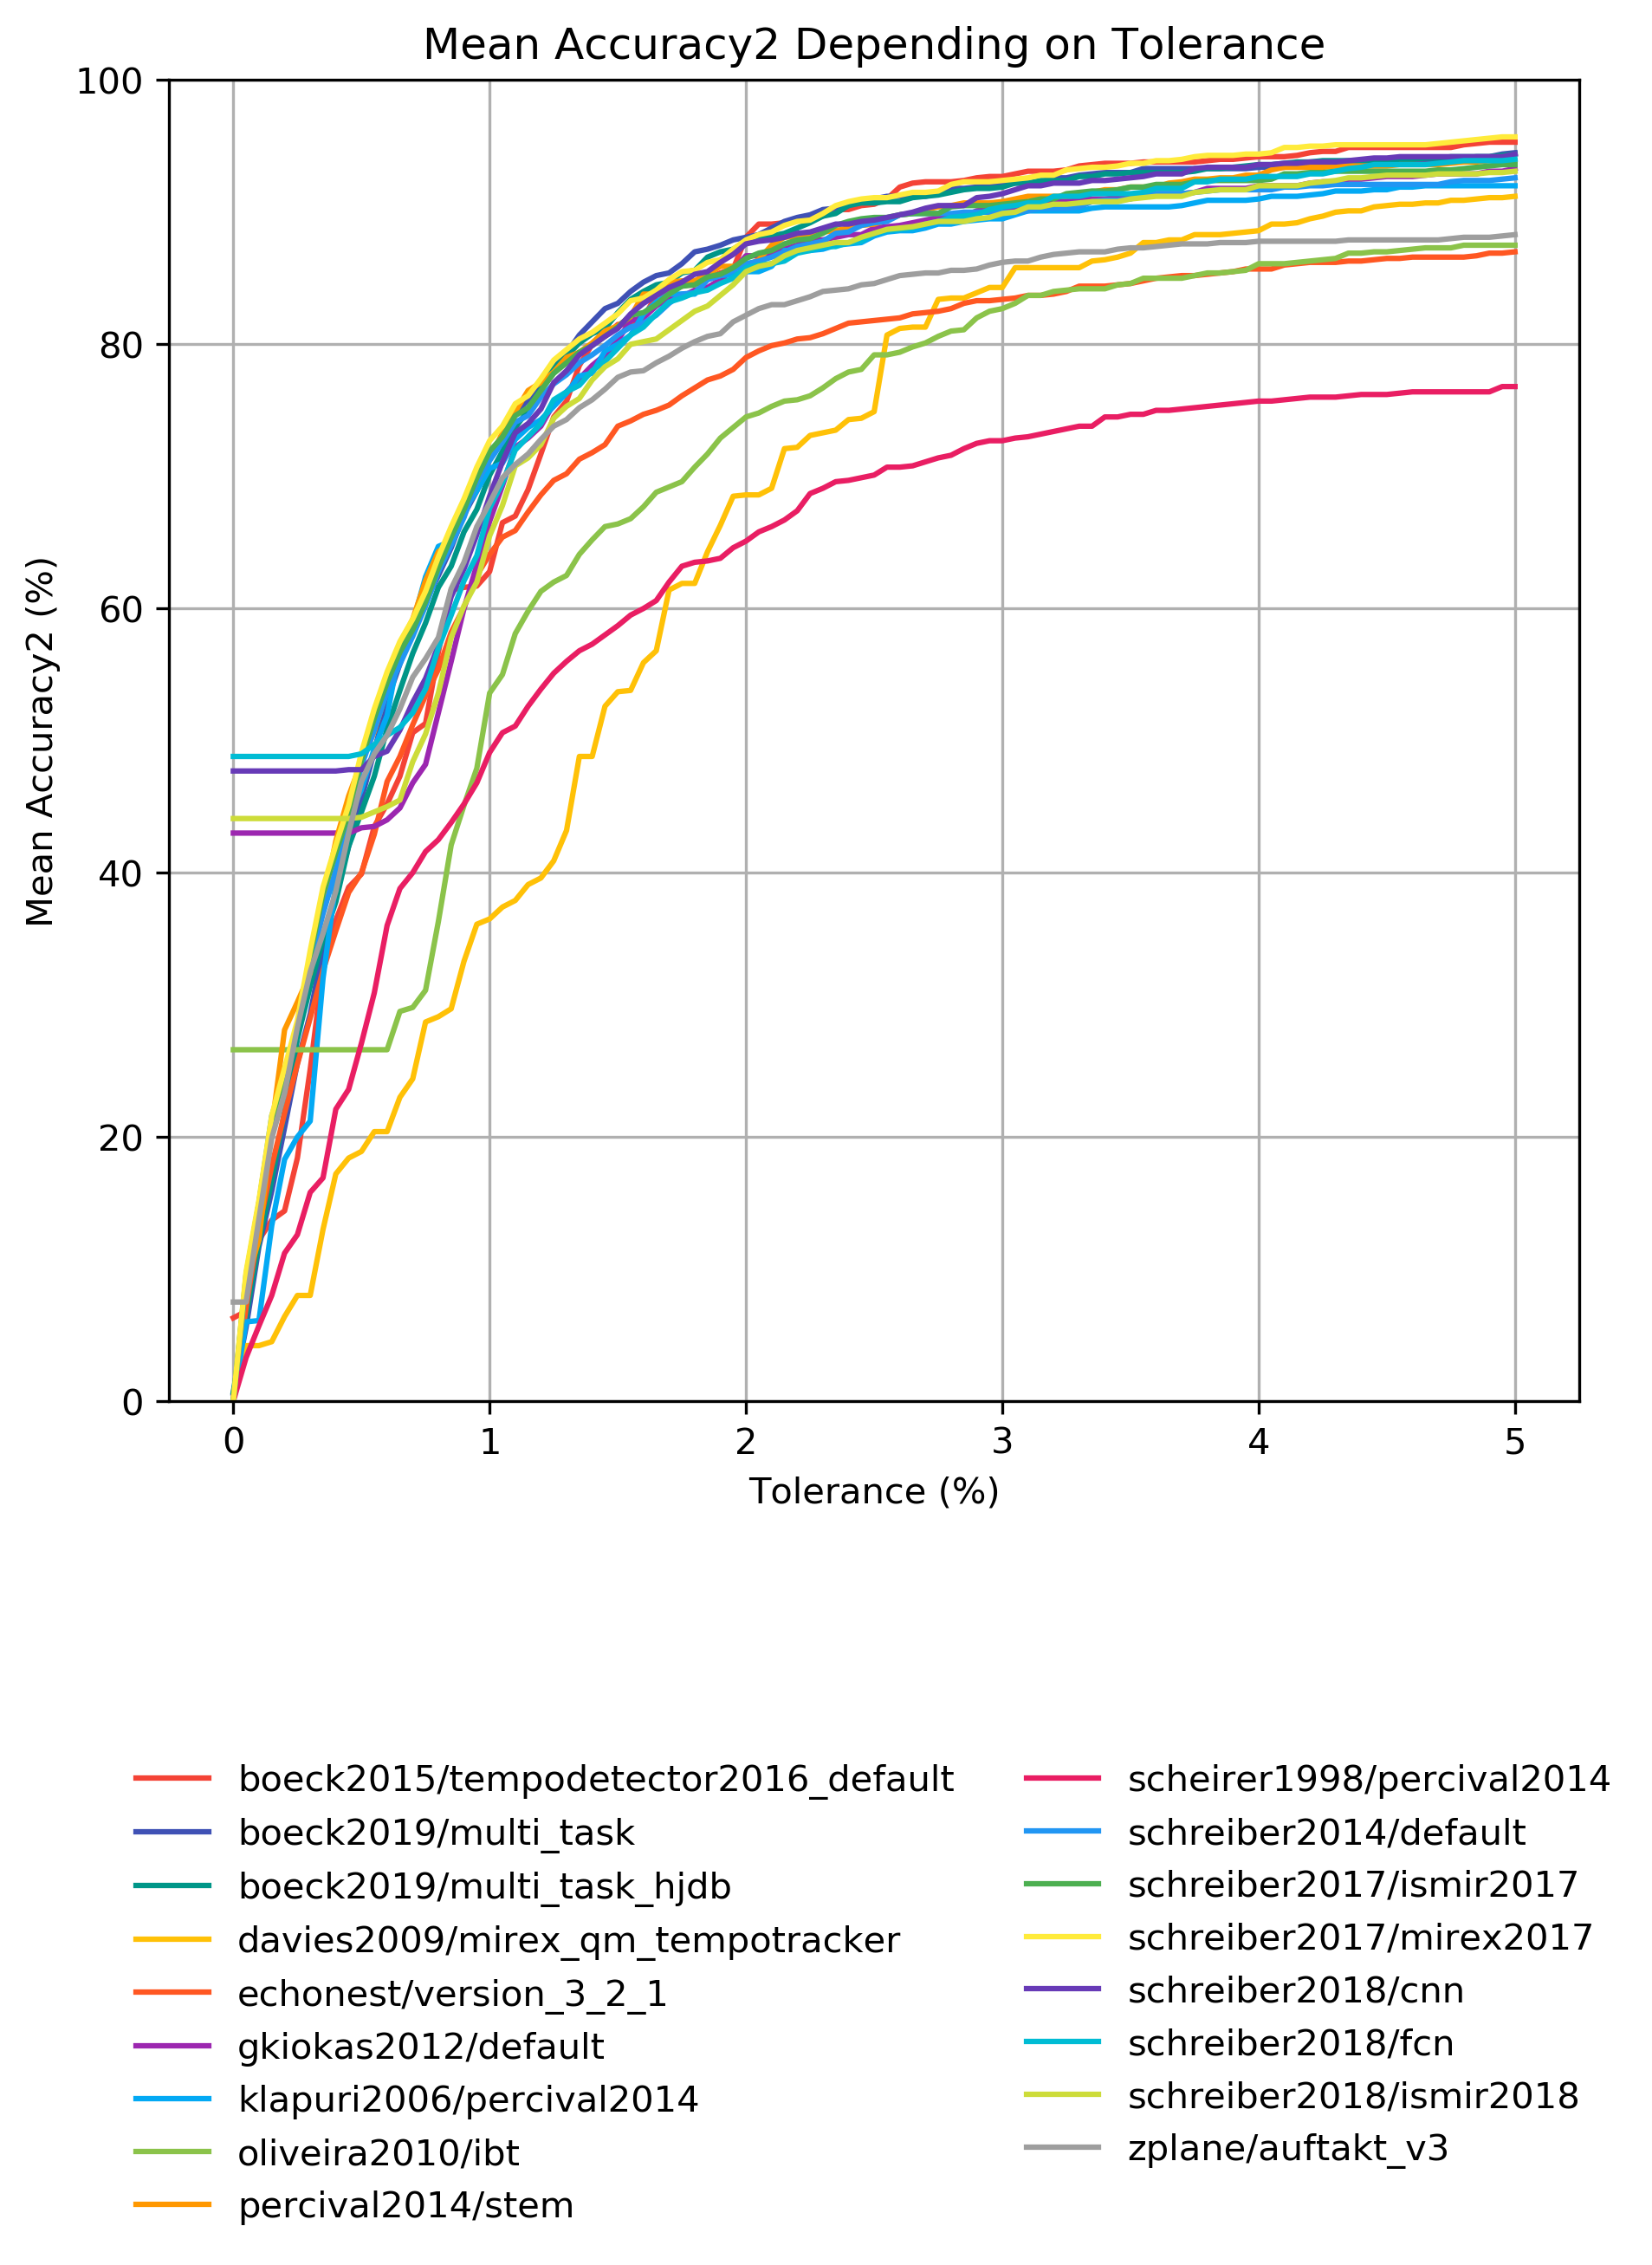 Mean Accuracy2 Depending on Tolerance
100
80
60
40
20
0
Mean Accuracy2 (%)
0 1 2 3 4 5
Tolerance (%)
boeck2015/tempodetector2016_default
boeck2019/multi_task
boeck2019/multi_task_hjdb
davies2009/mirex_qm_tempotracker
echonest/version_3_2_1
gkiokas2012/default
klapuri2006/percival2014
oliveira2010/ibt
percival2014/stem
scheirer1998/percival2014
schreiber2014/default
schreiber2017/ismir2017
schreiber2017/mirex2017
schreiber2018/cnn
schreiber2018/fcn
schreiber2018/ismir2018
zplane/auftakt_v3